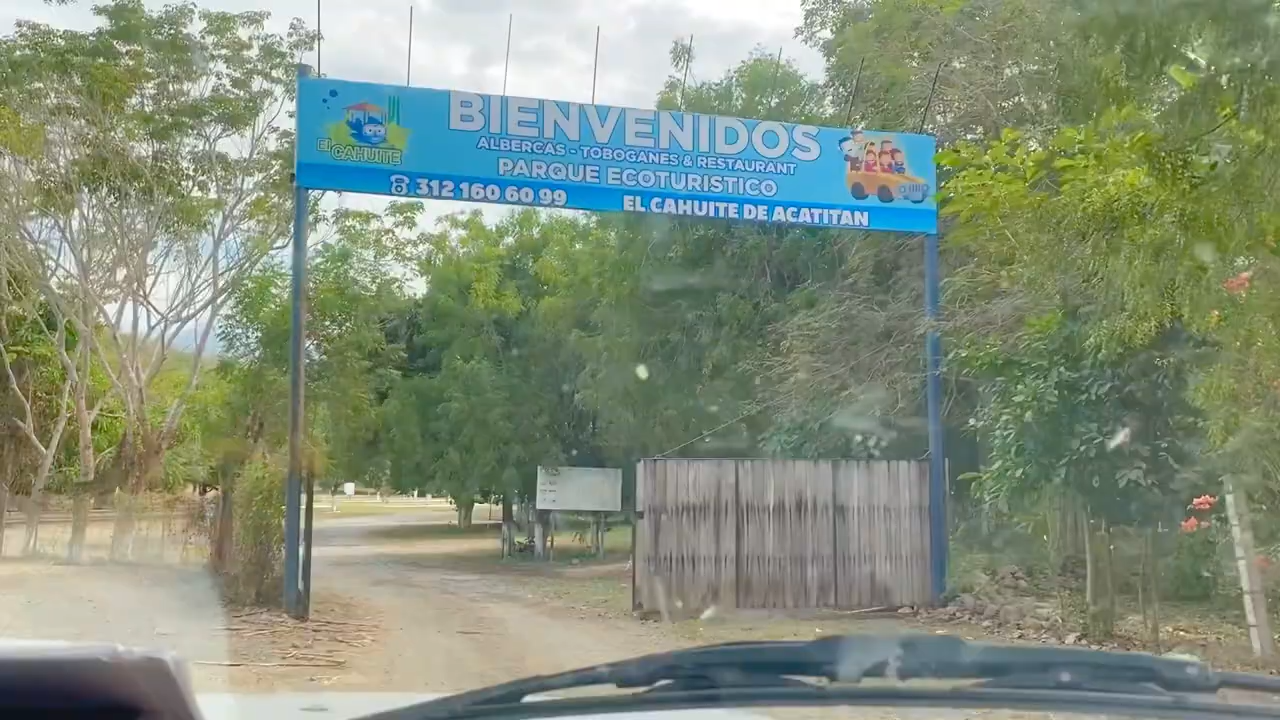 El
CAHUITE
BIENVENIDOS
ALBERCAS - TOBOGANES & RESTAURANT
PARQUE ECOTURISTICO
312 160 60 99
EL CAHUITE DE ACATITAN